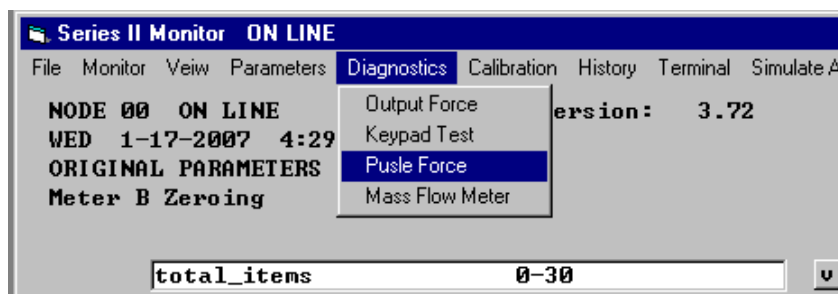 Series II Monitor ON LINE
File Monitor Veiw Parameters Diagnostics Calibration History Terminal Simulate A
Output Force
Keypad Test
Pusle Force
Mass Flow Meter
NODE 00 ON LINE ersion: 3.72
WED 1-17-2007 4:29
ORIGINAL PARAMETERS
Meter B Zeroing
total_items 0-30
v